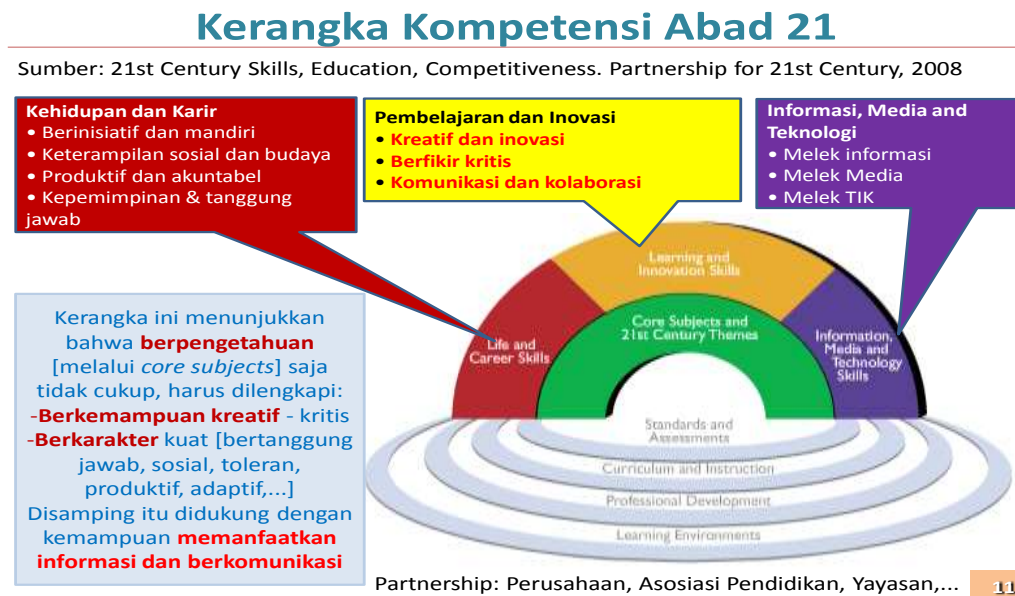 Kerangka Kompetensi Abad 21
Sumber: 21st Century Skills, Education, Competitiveness. Partnership for 21st Century, 2008
Kehidupan dan Karir
• Berinisiatif dan mandiri
• Keterampilan sosial dan budaya
• Produktif dan akuntabel
• Kepemimpinan & tanggung
jawab
Pembelajaran dan Inovasi
• Kreatif dan inovasi
• Berfikir kritis
• Komunikasi dan kolaborasi
Informasi, Media and
Teknologi
• Melek informasi
• Melek Media
• Melek TIK
Learning and
Innovation Skills
Core Subjects and
21st Century Themes
Life and
Career Skills
Information,
Media and
Technology
Skills
Standards and
Assessments
Curriculum and Instruction
Professional Development
Learning Environments
Kerangka ini menunjukkan
bahwa berpengetahuan
[melalui core subjects] saja
tidak cukup, harus dilengkapi:
-Berkemampuan kreatif - kritis
-Berkarakter kuat [bertanggung
jawab, sosial, toleran,
produktif, adaptif,...]
Disamping itu didukung dengan
kemampuan memanfaatkan
informasi dan berkomunikasi
Partnership: Perusahaan, Asosiasi Pendidikan, Yayasan,...
11